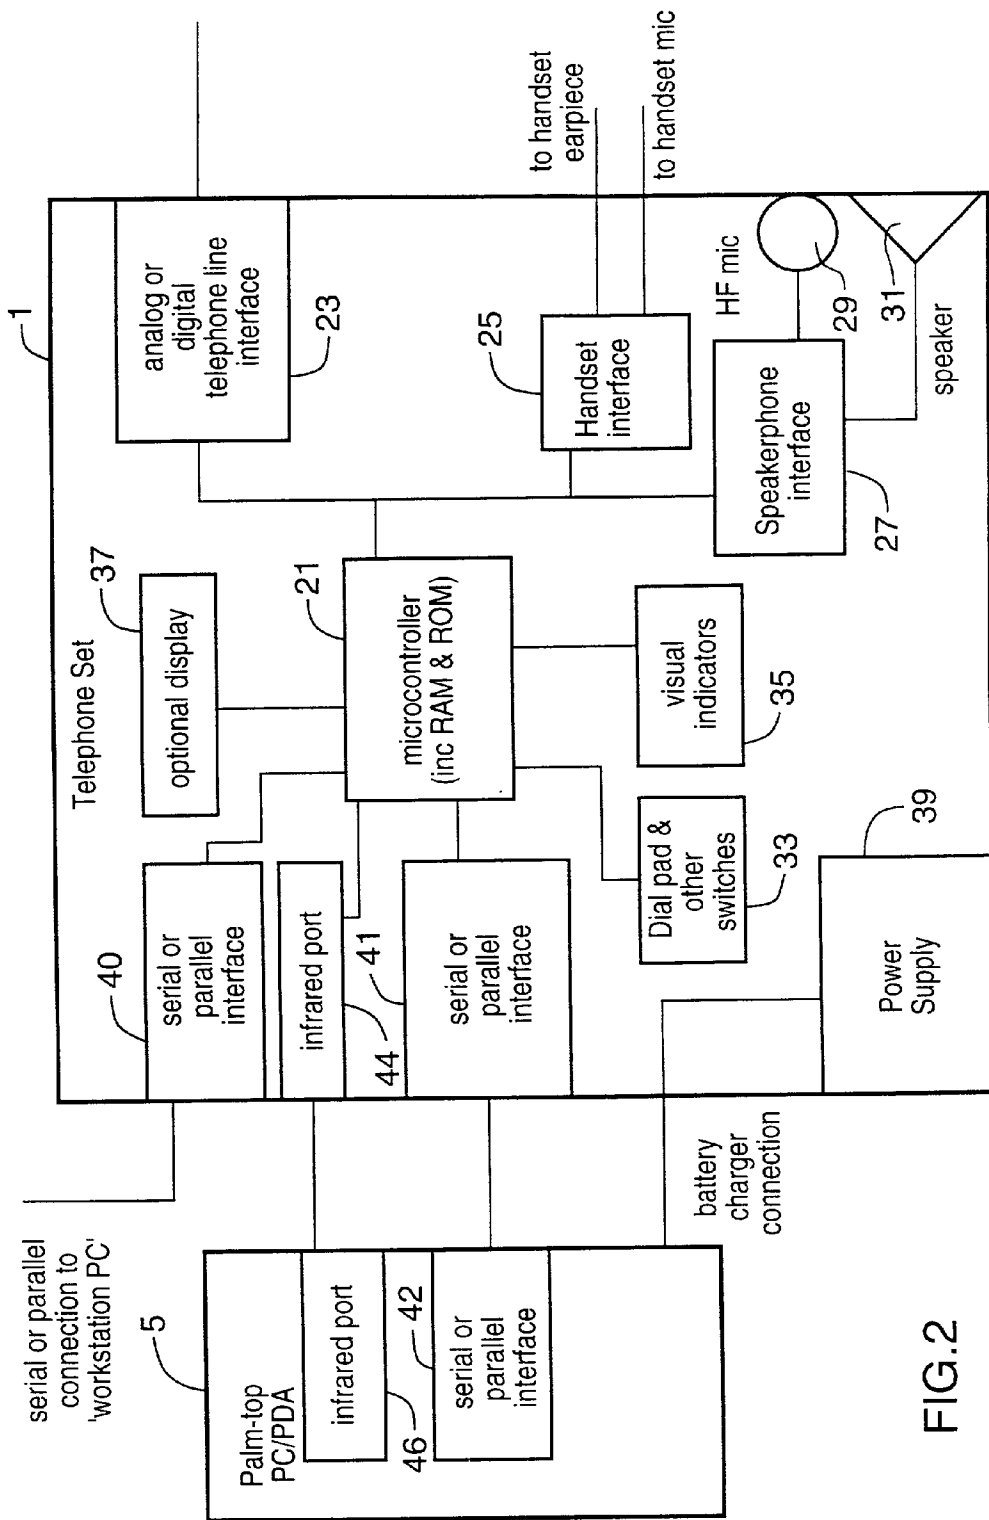 serial or parallel
connection to
'workstation PC'
5
Palm-top
PC/PDA
infrared port
46
42
serial or
parallel
interface
battery
charger
connection
1
Telephone Set
40
serial or
parallel
interface
infrared port
44
41
serial or
parallel
interface
37
optional display
21
microcontroller
(inc RAM & ROM)
Dial pad &
other
switches
33
visual
indicators
35
39
Power
Supply
analog or
digital
telephone line
interface
23
25
Handset
interface
to handset
earpiece
to handset mic
HF mic
29
31
speaker
Speakerphone
interface
27
FIG.2